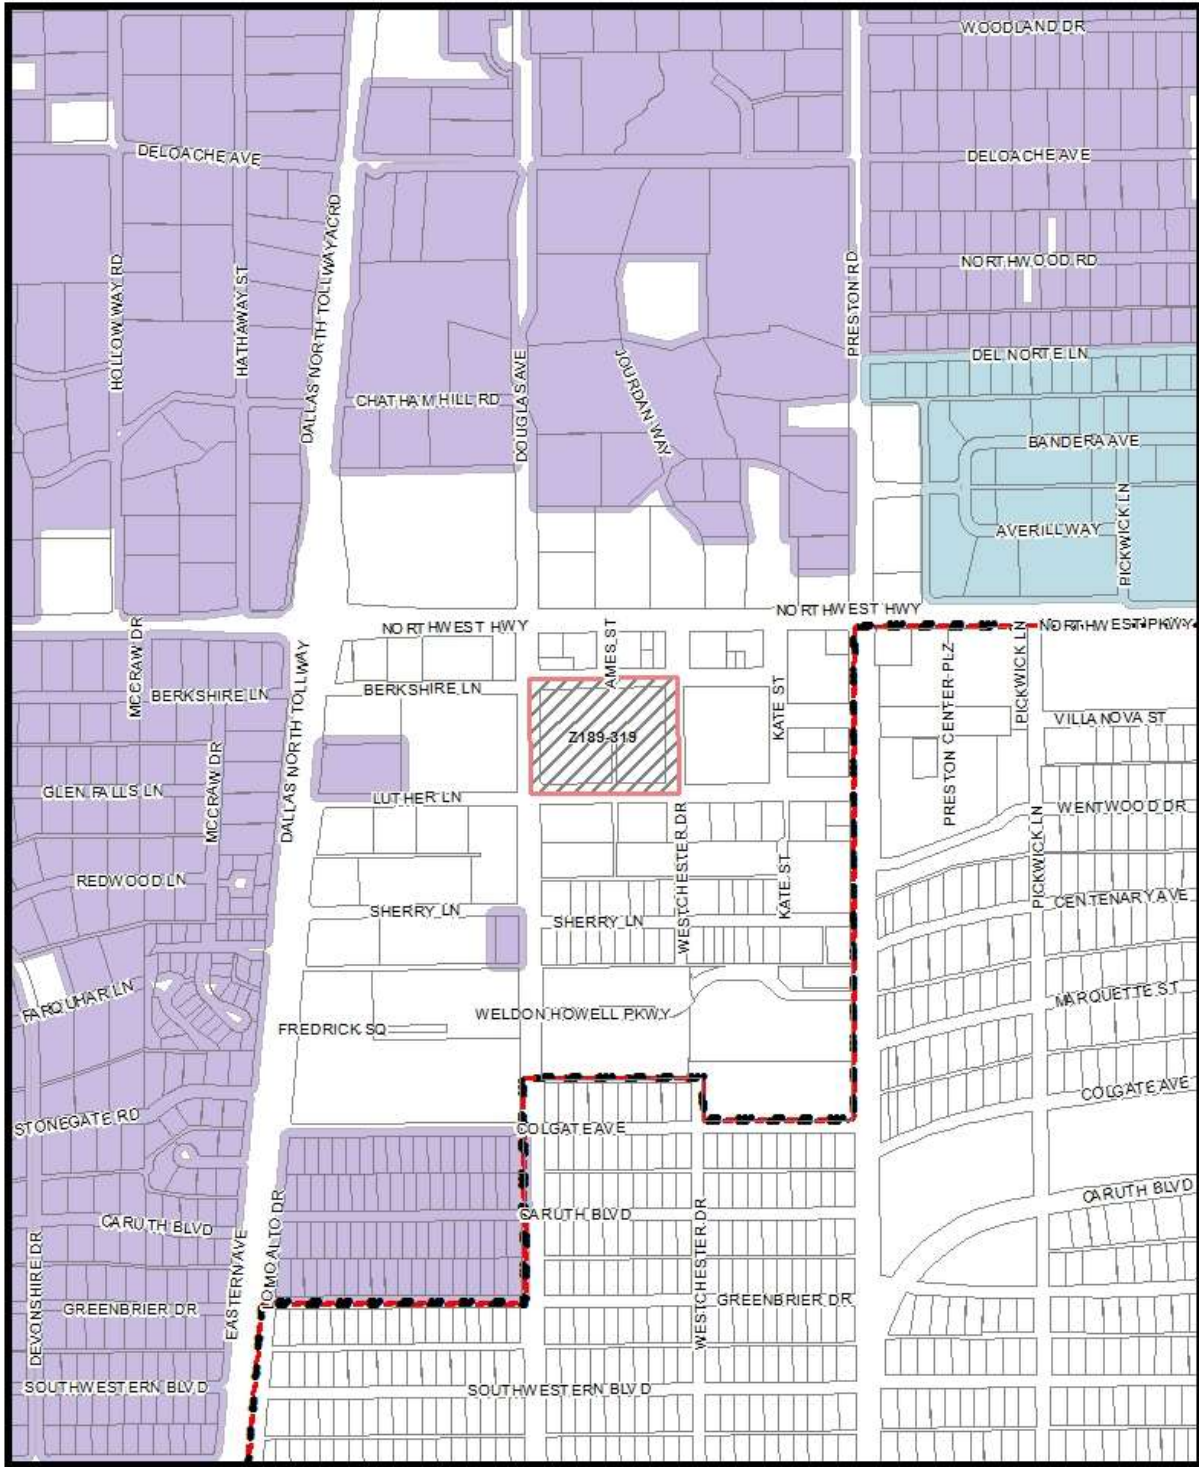 WOODLAND DR
DELOACHE AVE
DELOACHE AVE
NORTHWOOD RD
HOLLOWAY RD
HATHAWAY ST
DALLAS NORTH TOLLWAY ACRD
DOUGLAS AVE
JOURDAN WAY
PRESTON RD
DEL NORTE LN
CHATHAM HILL RD
BANDERA AVE
AVERILL WAY
PICKWICK LN
NORTHWEST HWY
NORTHWEST HWY
NORTHWEST PKWY
MCCRAW DR
AMES ST
BERKSHIRE LN
BERKSHIRE LN
DALLAS NORTH TOLLWAY
KATE ST
PRESTON CENTER PLZ
PICKWICK LN
VILLANOVA ST
Z189-319
MCCRAW DR
GLEN FALLS LN
LUTHER LN
WESTCHESTER DR
WENTWOOD DR
REDWOOD LN
KATE ST
PICKWICK LN
CENTENARY AVE
SHERRY LN
SHERRY LN
FARQUHAR LN
MARQUETTE ST
WELDON HOWELL PKWY
FREDRICK SQ
COLGATE AVE
STONEGATE RD
COLGATE AVE
CARUTH BLVD
CARUTH BLVD
CARUTH BLVD
LOMO ALTO DR
WESTCHESTER DR
DEVONSHIRE DR
EASTERN AVE
GREENBRIER DR
GREENBRIER DR
SOUTHWESTERN BLVD
SOUTHWESTERN BLVD